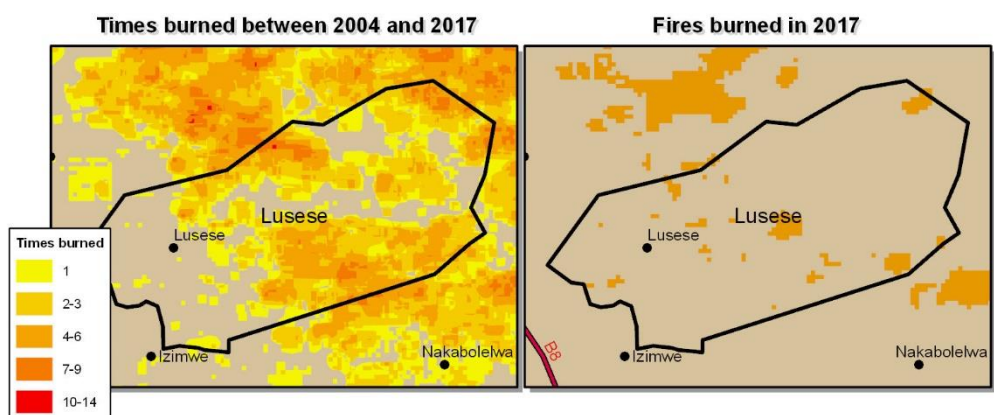 Times burned between 2004 and 2017
Fires burned in 2017
Lusese
Lusese
Izimwe
Nakabolelwa
Times burned
1
2-3
4-6
7-9
10-14
Lusese
Lusese
B8
Izimwe
Nakabolelwa